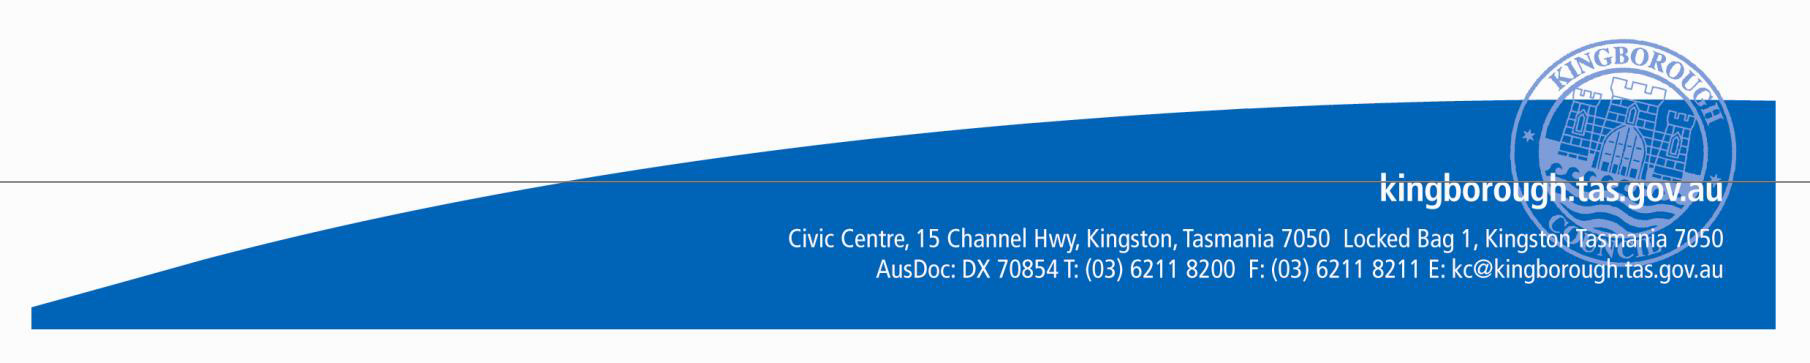 KINGBOROUGH
COUNCIL
kingborough.tas.gov.au
Civic Centre, 15 Channel Hwy, Kingston, Tasmania 7050 Locked Bag 1, Kingston Tasmania 7050
AusDoc: DX 70854 T: (03) 6211 8200 F: (03) 6211 8211 E: kc@kingborough.tas.gov.au